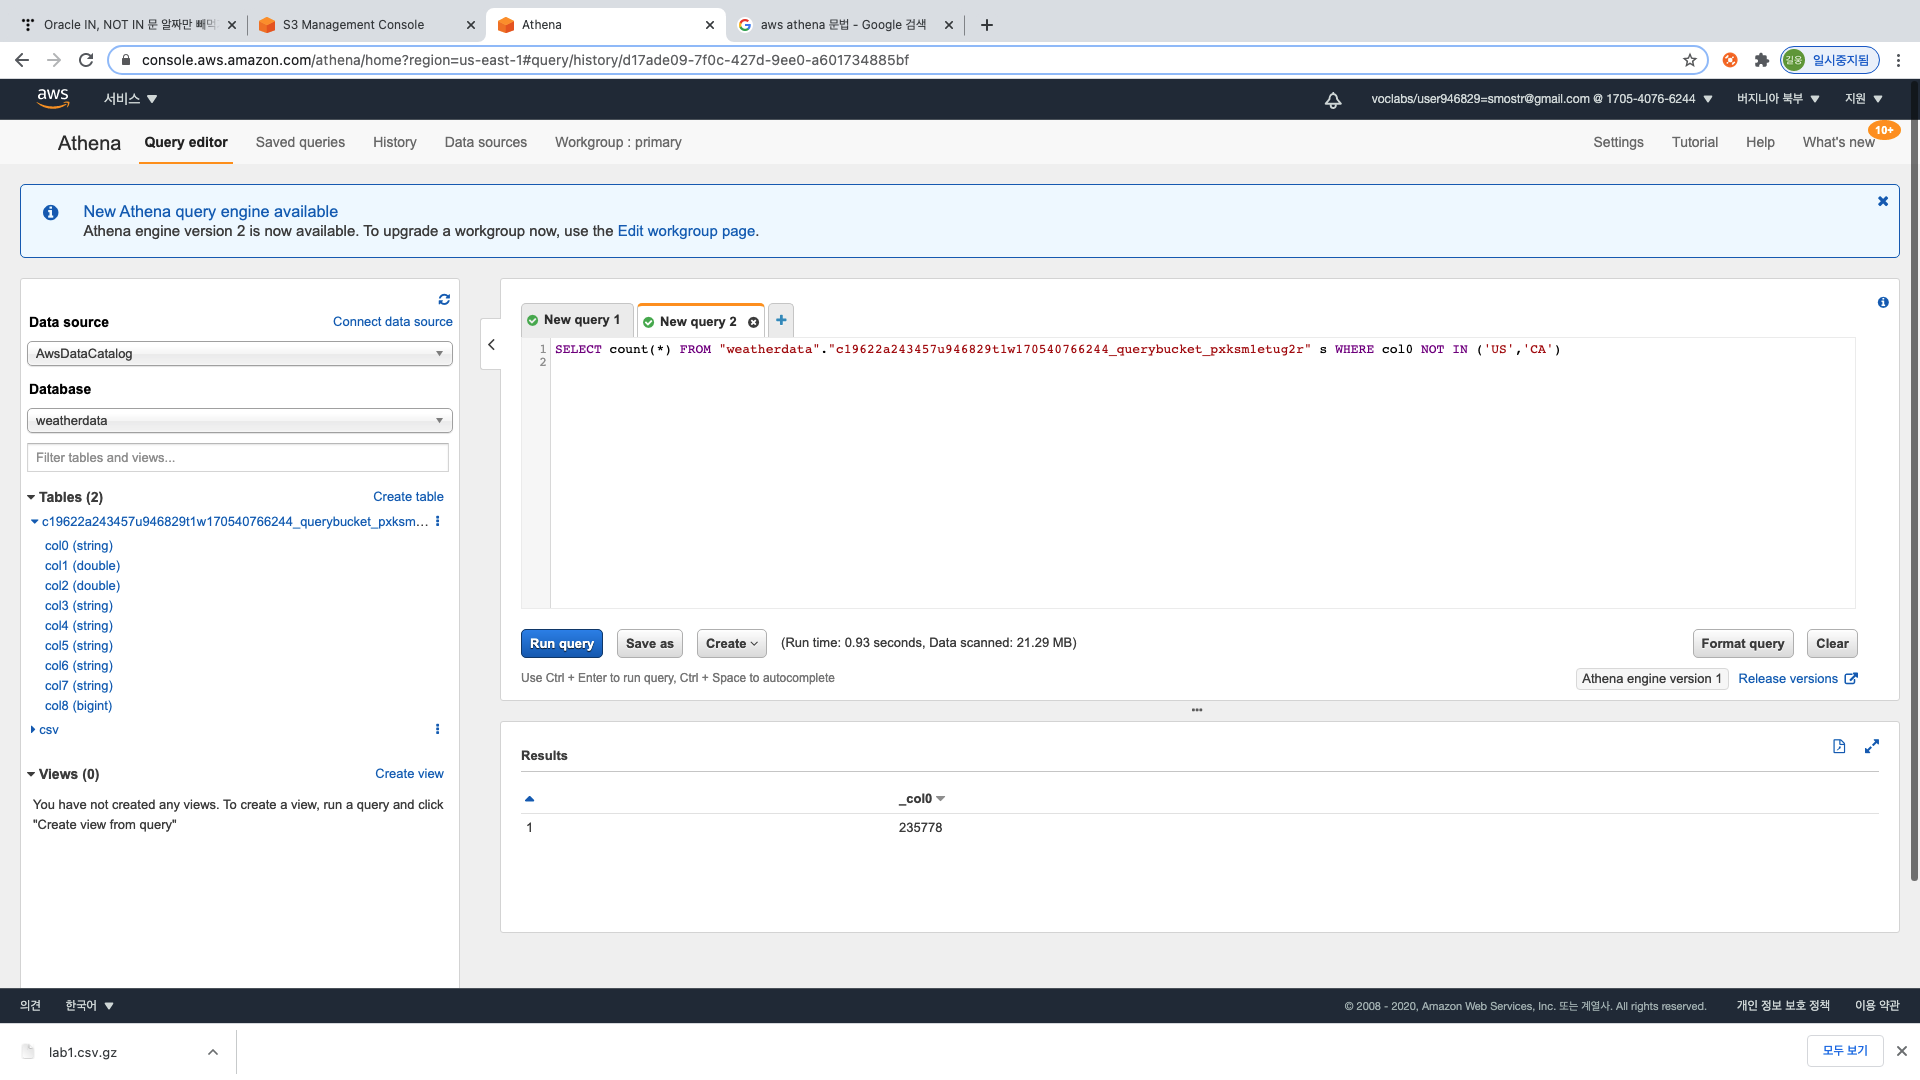 Oracle IN, NOT IN 문 알짜만 빼먹
S3 Management Console
Athena
aws athena 문법 - Google 검색
console.aws.amazon.com/athena/home?region=us-east-1#query/history/d17ade09-7f0c-427d-9ee0-a601734885bf
길웅 일시중지됨
aws
서비스
voclabs/user946829=smostr@gmail.com @ 1705-4076-6244
버지니아 북부
지원
Athena
Query editor
Saved queries
History
Data sources
Workgroup : primary
Settings
Tutorial
Help
What's new
10+
New Athena query engine available
Athena engine version 2 is now available. To upgrade a workgroup now, use the Edit workgroup page.
Data source
Connect data source
AwsDataCatalog
Database
weatherdata
Filter tables and views...
Tables (2)
Create table
c19622a243457u946829t1w170540766244_querybucket_pxksm...
col0 (string)
col1 (double)
col2 (double)
col3 (string)
col4 (string)
col5 (string)
col6 (string)
col7 (string)
col8 (bigint)
csv
Views (0)
Create view
You have not created any views. To create a view, run a query and click
"Create view from query"
New query 1
New query 2
1 SELECT count(*) FROM "weatherdata"."c19622a243457u946829t1w170540766244_querybucket_pxksm1etug2r" s WHERE col0 NOT IN ('US','CA')
2
Run query
Save as
Create
(Run time: 0.93 seconds, Data scanned: 21.29 MB)
Format query
Clear
Use Ctrl + Enter to run query, Ctrl + Space to autocomplete
Athena engine version 1
Release versions
Results
_col0
1
235778
의견
한국어
© 2008 - 2020, Amazon Web Services, Inc. 또는 계열사. All rights reserved.
개인 정보 보호 정책
이용 약관
lab1.csv.gz
모두 보기